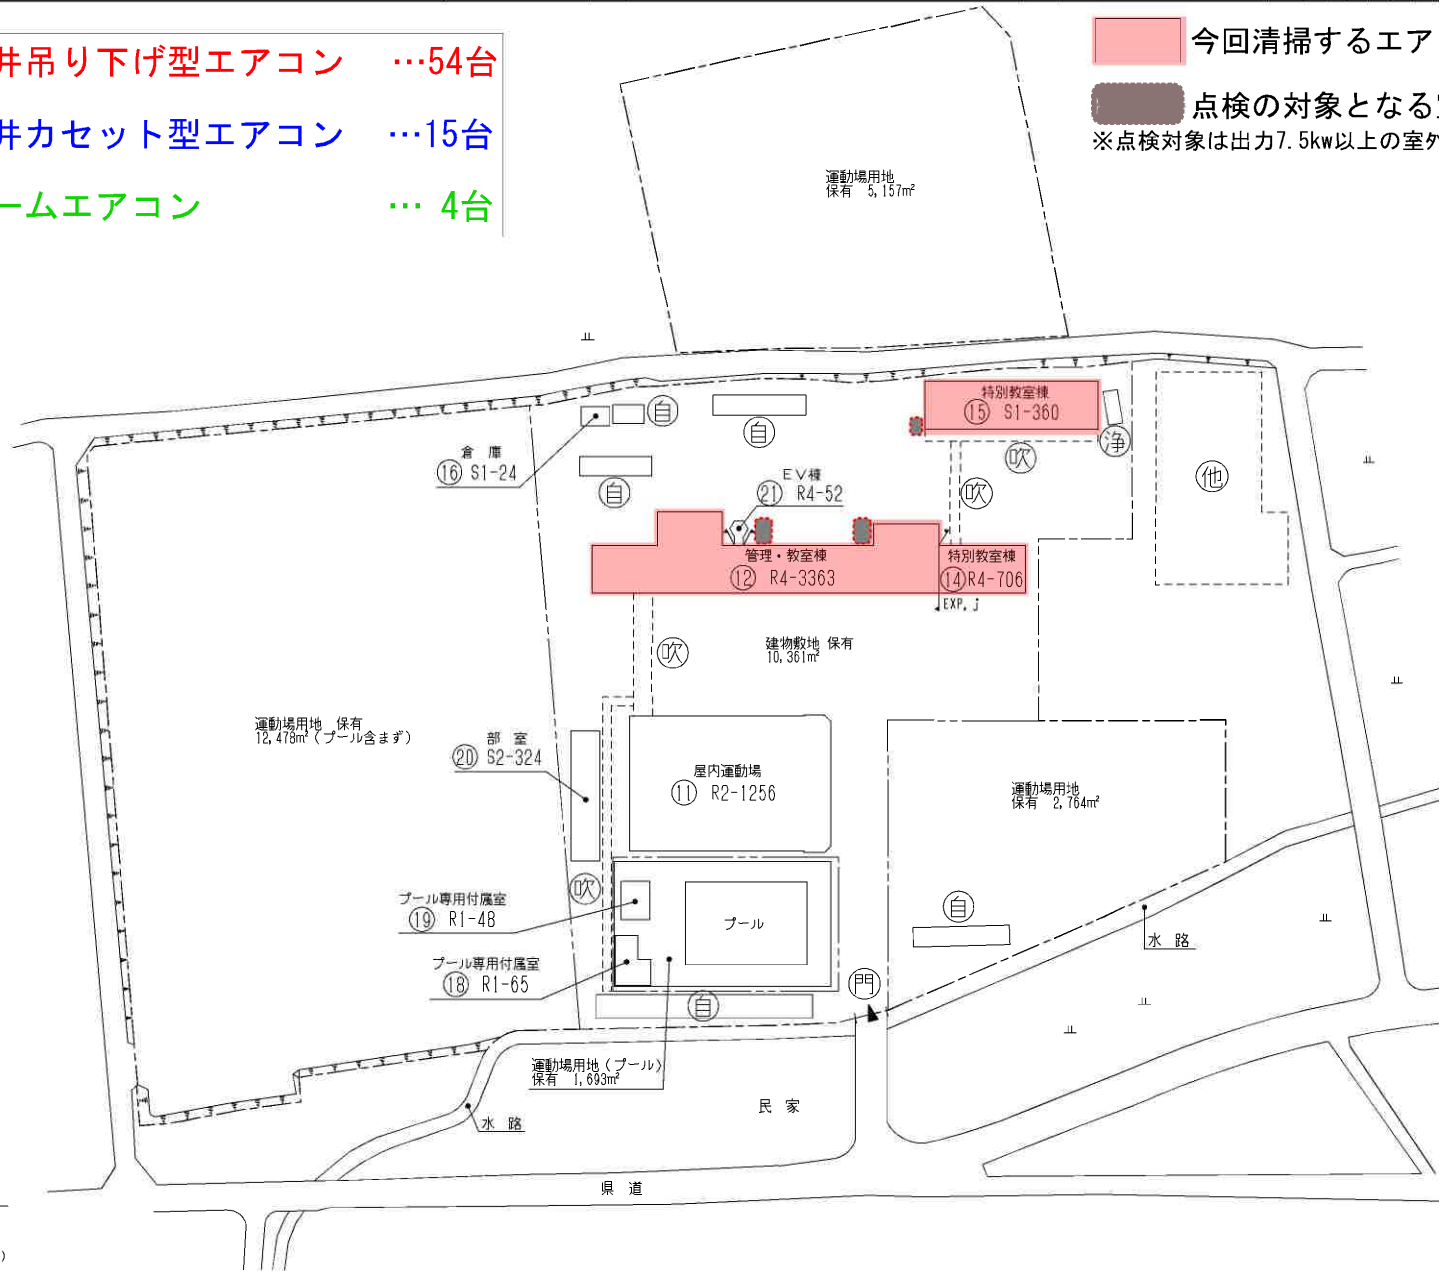 井吊り下げ型エアコン …54台
井カセット型エアコン …15台
ームエアコン … 4台
今回清掃するエア
点検の対象となる
※点検対象は出力7.5kw以上の室外
運動場用地
保有 5,157㎡
特別教室棟
⑮ S1-360
自
自
浄
倉庫
⑯ S1-24
自
吹
吹
他
EV棟
㉑ R4-52
管理・教室棟
⑫ R4-3363
特別教室棟
⑭ R4-706
EXP.j
吹
建物敷地 保有
10,361㎡
運動場用地 保有
12,478㎡(プール含まず)
部室
⑳ S2-324
屋内運動場
⑪ R2-1256
運動場用地
保有 2,764㎡
吹
プール専用付属室
⑲ R1-48
プール
自
水路
プール専用付属室
⑱ R1-65
門
自
運動場用地(プール)
保有 1,693㎡
水路
民家
県道
)